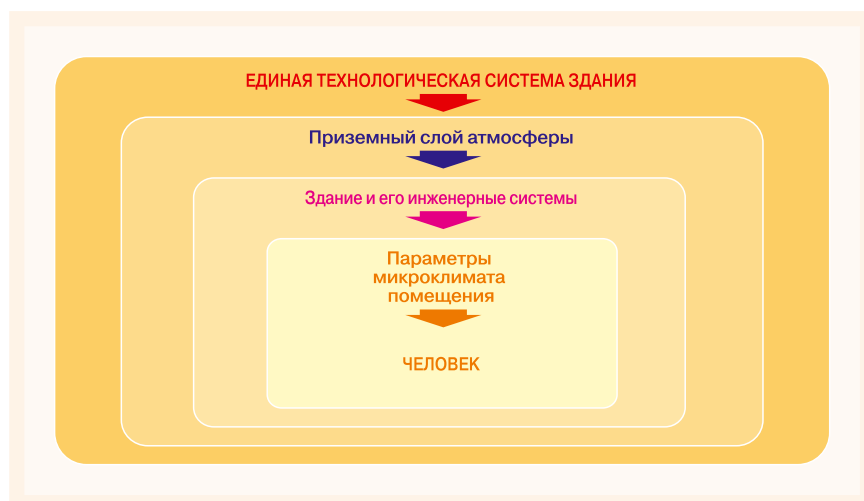 ЕДИНАЯ ТЕХНОЛОГИЧЕСКАЯ СИСТЕМА ЗДАНИЯ
Приземный слой атмосферы
Здание и его инженерные системы
Параметры
микроклимата
помещения
ЧЕЛОВЕК